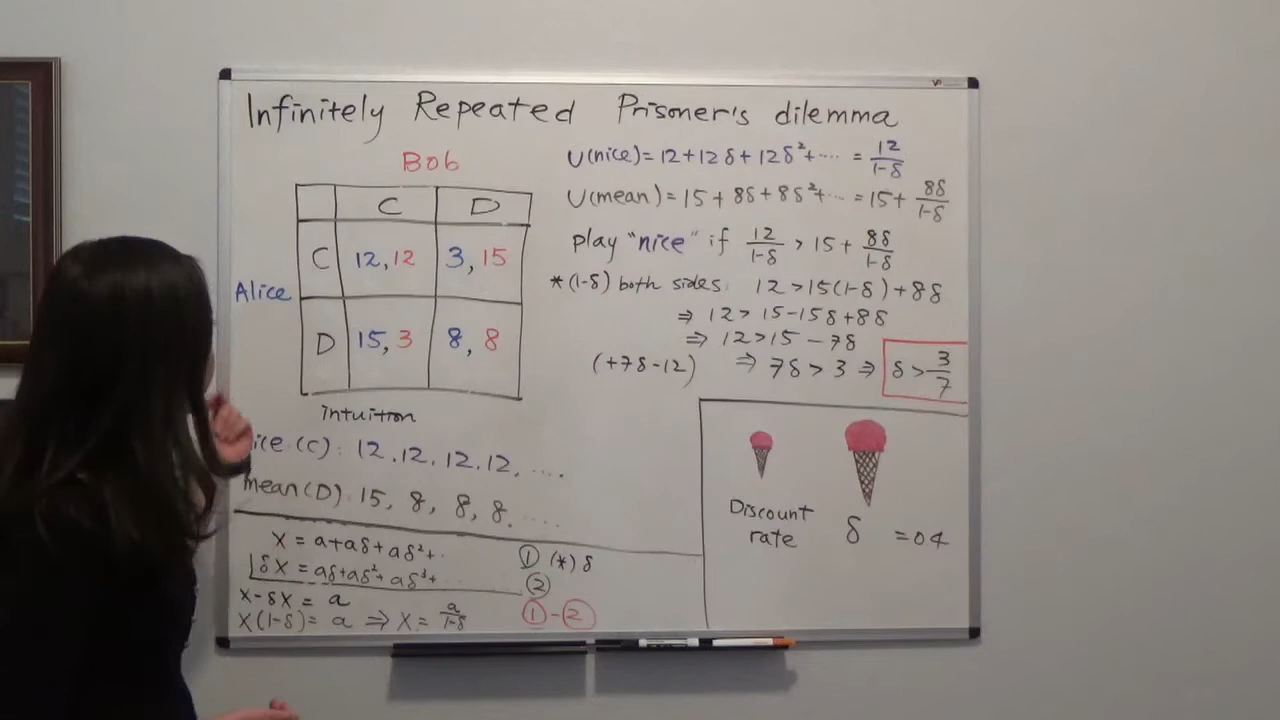 Infinitely Repeated Prisoner's dilemma
Bob
C D
C 12, 12 3, 15
Alice
D 15, 3 8, 8
intuition
ice (C): 12, 12, 12, 12, ....
mean (D): 15, 8, 8, 8, ....
X = a+aδ+aδ²+.. ① (*) δ
δX = aδ+aδ²+aδ³+.. ②
X-δX = a
X(1-δ) = a ⇒ X = a/1-δ ①-②
U(nice) = 12+12δ+12δ²+.... = 12/1-δ
U(mean) = 15+8δ+8δ²+... = 15+ 8δ/1-δ
play "nice" if 12/1-δ > 15+ 8δ/1-δ
*(1-δ) both sides: 12 > 15(1-δ)+8δ
⇒ 12 > 15-15δ+8δ
⇒ 12 > 15-7δ
(+7δ-12) ⇒ 7δ > 3 ⇒ δ > 3/7
Discount
rate δ =04